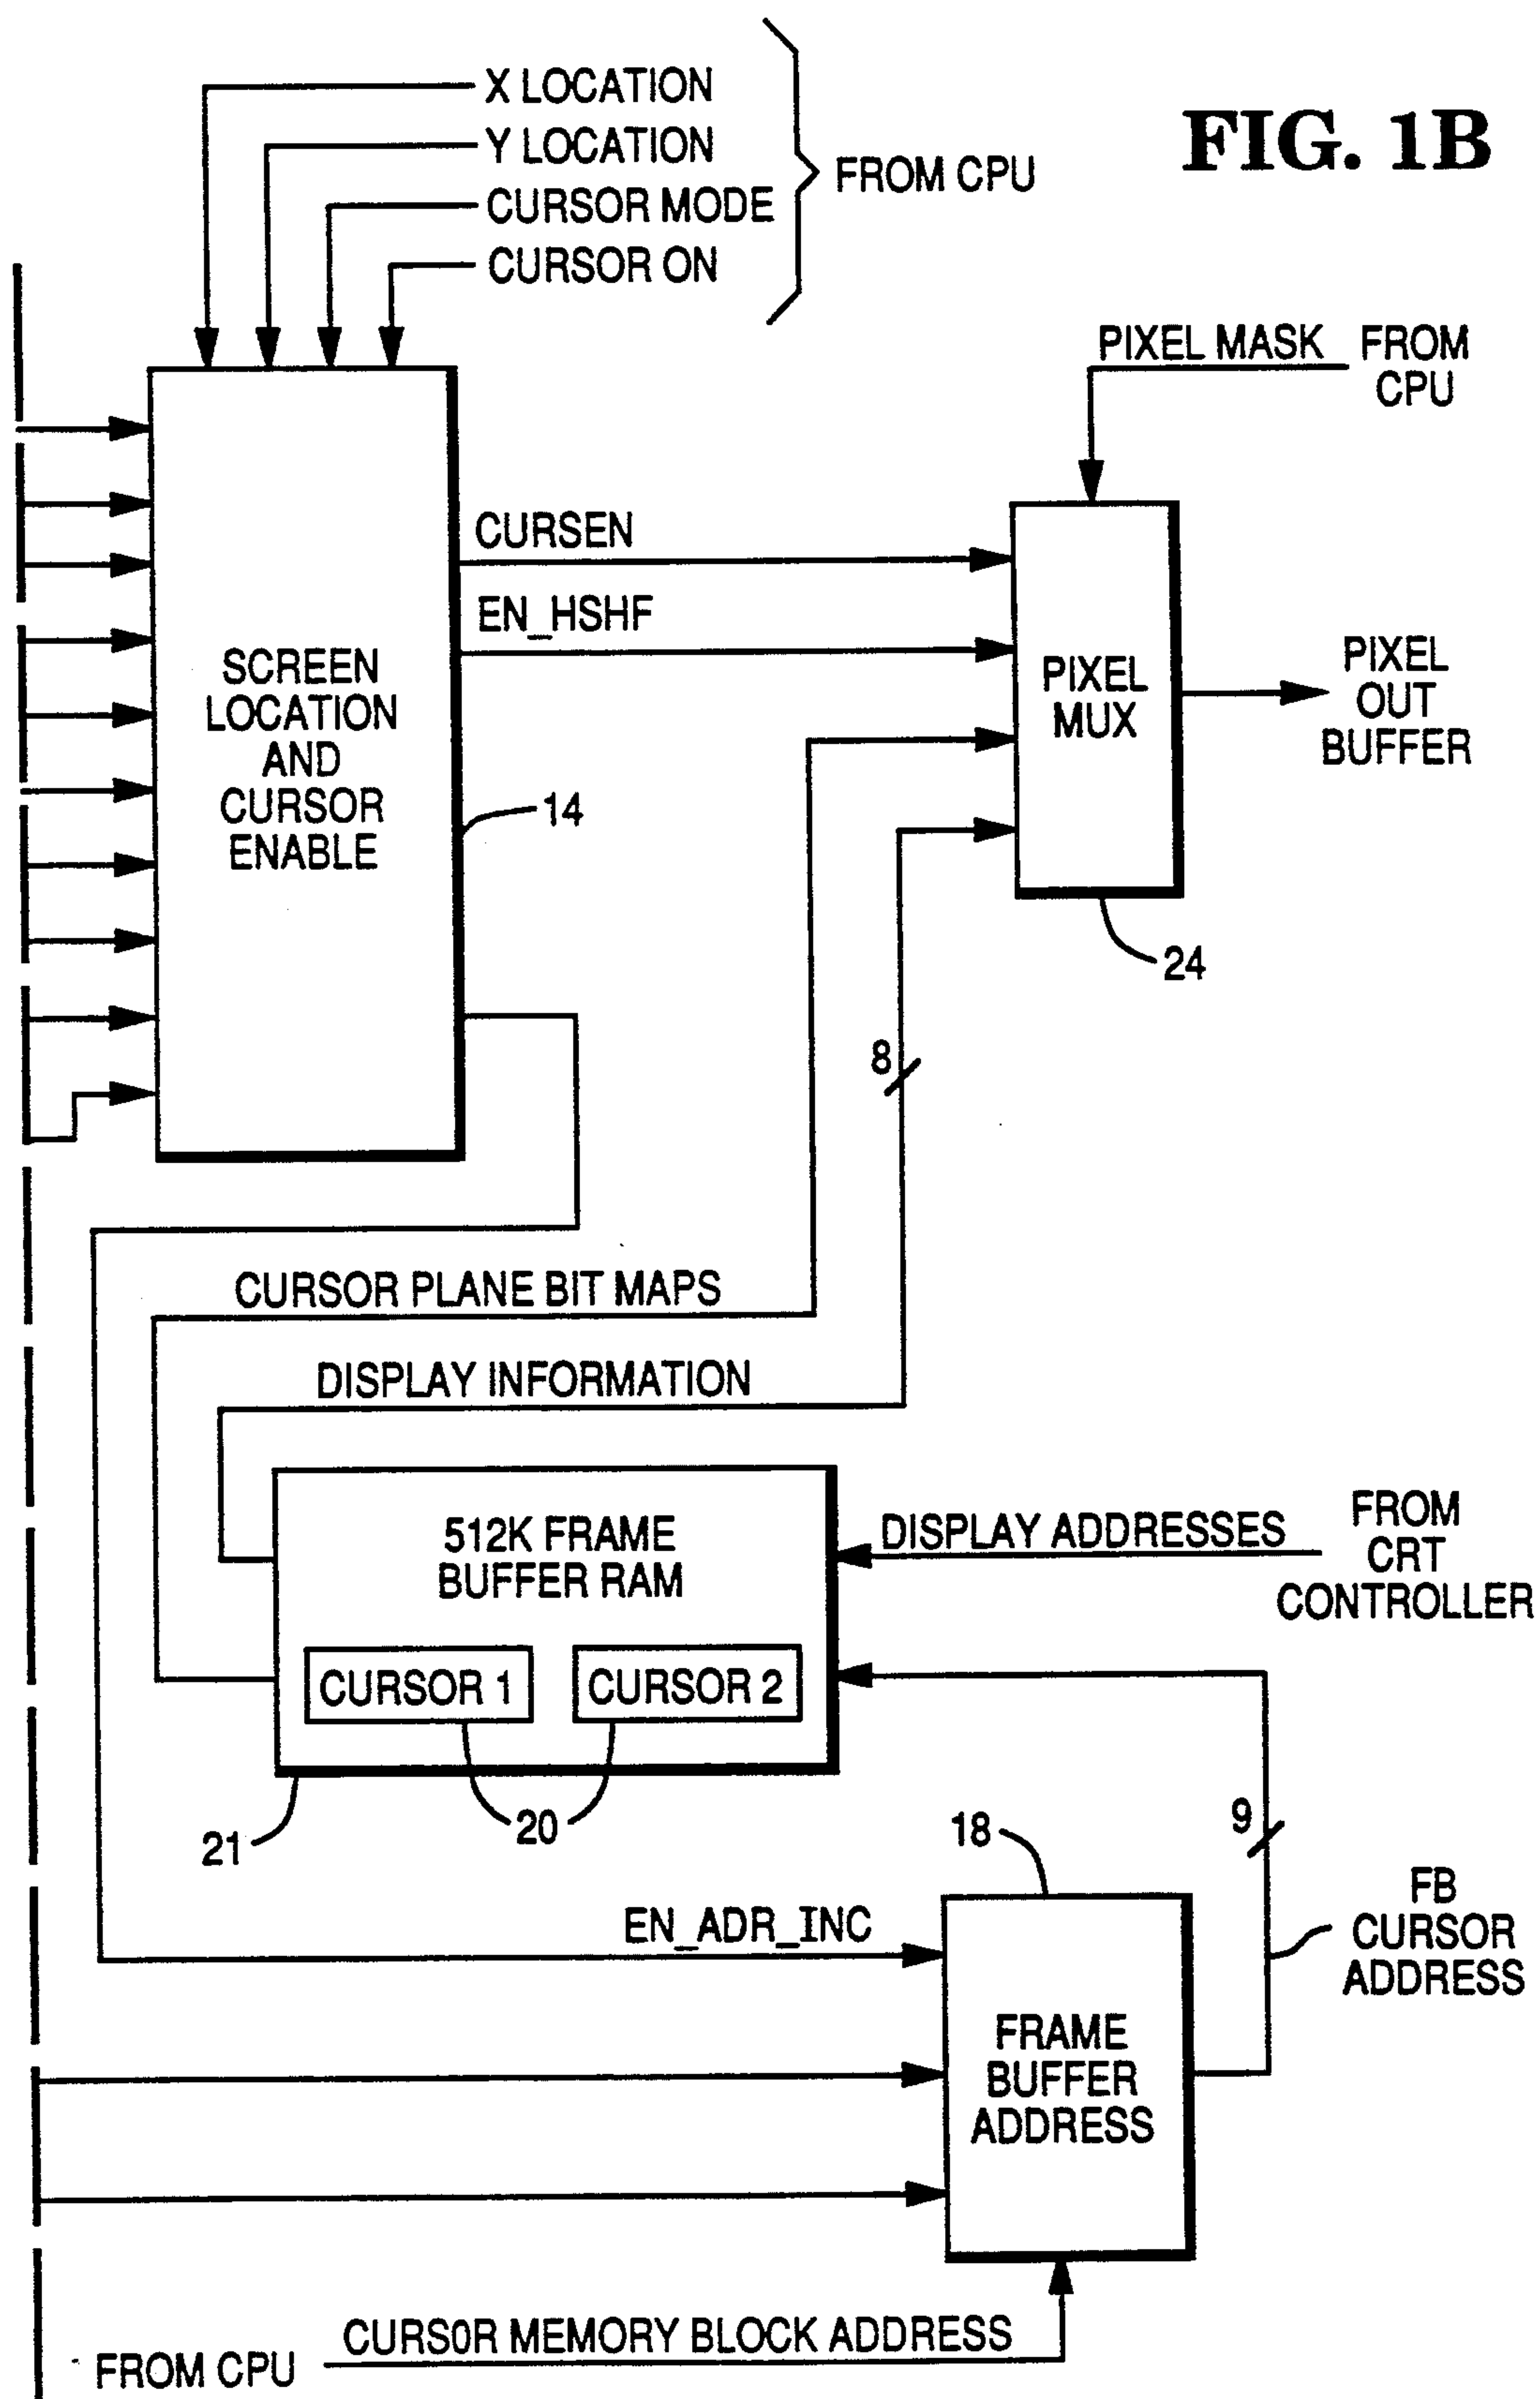 FIG. 1B
X LOCATION
Y LOCATION
CURSOR MODE
CURSOR ON
FROM CPU
PIXEL MASK
FROM
CPU
CURSEN
EN_HSHF
SCREEN
LOCATION
AND
CURSOR
ENABLE
14
PIXEL
MUX
PIXEL
OUT
BUFFER
24
8
CURSOR PLANE BIT MAPS
DISPLAY INFORMATION
512K FRAME
BUFFER RAM
DISPLAY ADDRESSES
FROM
CRT
CONTROLLER
CURSOR 1
CURSOR 2
21
20
18
9
FB
CURSOR
ADDRESS
EN_ADR_INC
FRAME
BUFFER
ADDRESS
CURSOR MEMORY BLOCK ADDRESS
FROM CPU